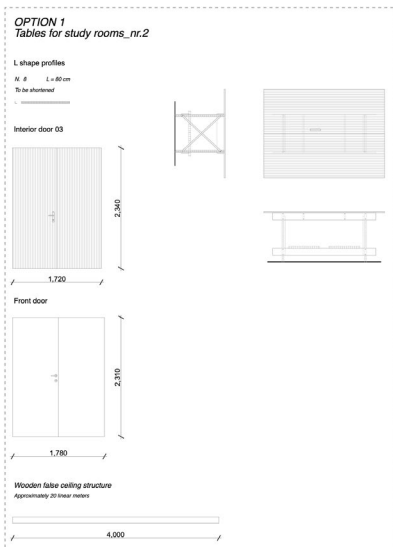 OPTION 1
Tables for study rooms_nr.2
L shape profiles
N. 8 L = 80 cm
To be shortened
L
Interior door 03
2,340
1,720
Front door
2,310
1,780
Wooden false ceiling structure
Approximately 20 linear meters
4,000